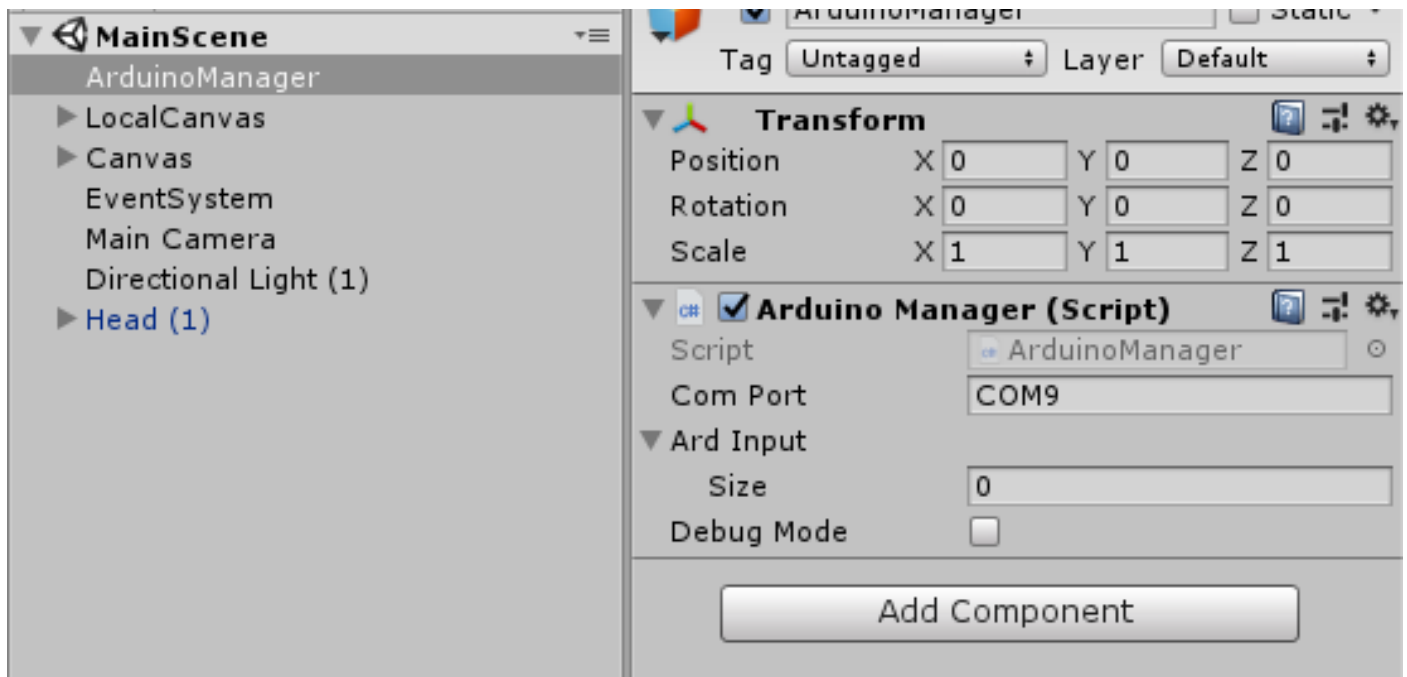 MainScene
ArduinoManager
LocalCanvas
Canvas
EventSystem
Main Camera
Directional Light (1)
Head (1)
ArduinoManager Static
Tag Untagged Layer Default
Transform
Position X 0 Y 0 Z 0
Rotation X 0 Y 0 Z 0
Scale X 1 Y 1 Z 1
c# Arduino Manager (Script)
Script c# ArduinoManager
Com Port COM9
Ard Input
Size 0
Debug Mode
Add Component